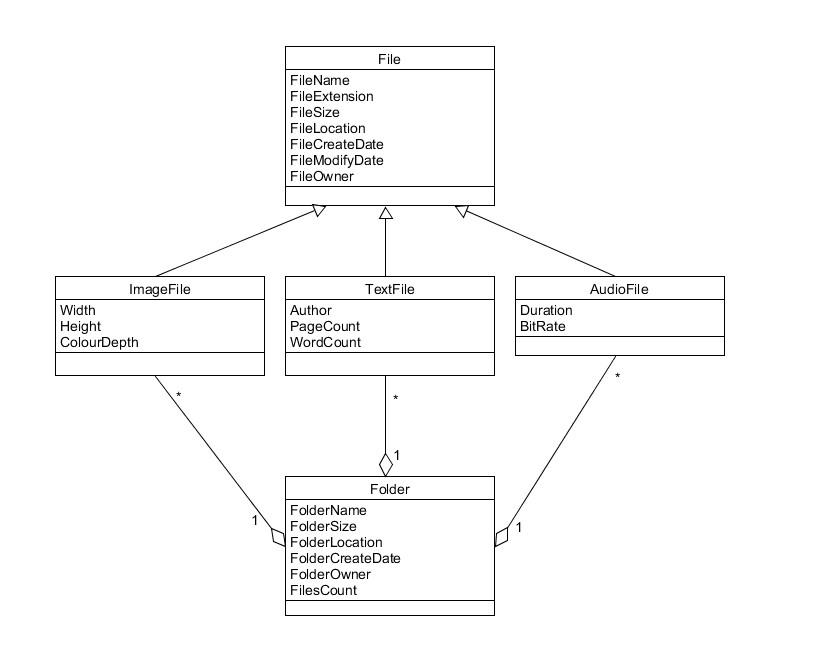 File
FileName
FileExtension
FileSize
FileLocation
FileCreateDate
FileModifyDate
FileOwner
ImageFile
Width
Height
ColourDepth
TextFile
Author
PageCount
WordCount
AudioFile
Duration
BitRate
*
*
*
1
1
1
Folder
FolderName
FolderSize
FolderLocation
FolderCreateDate
FolderOwner
FilesCount